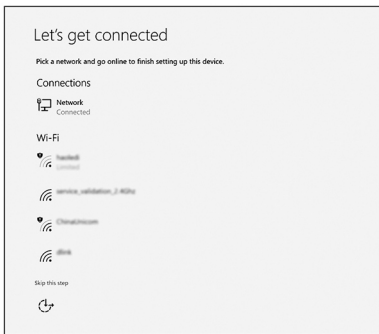 Let's get connected
Pick a network and go online to finish setting up this device.
Connections
Network
Connected
Wi-Fi
service_validation_2.4Ghz
ChinaUnicom
dlink
Skip this step